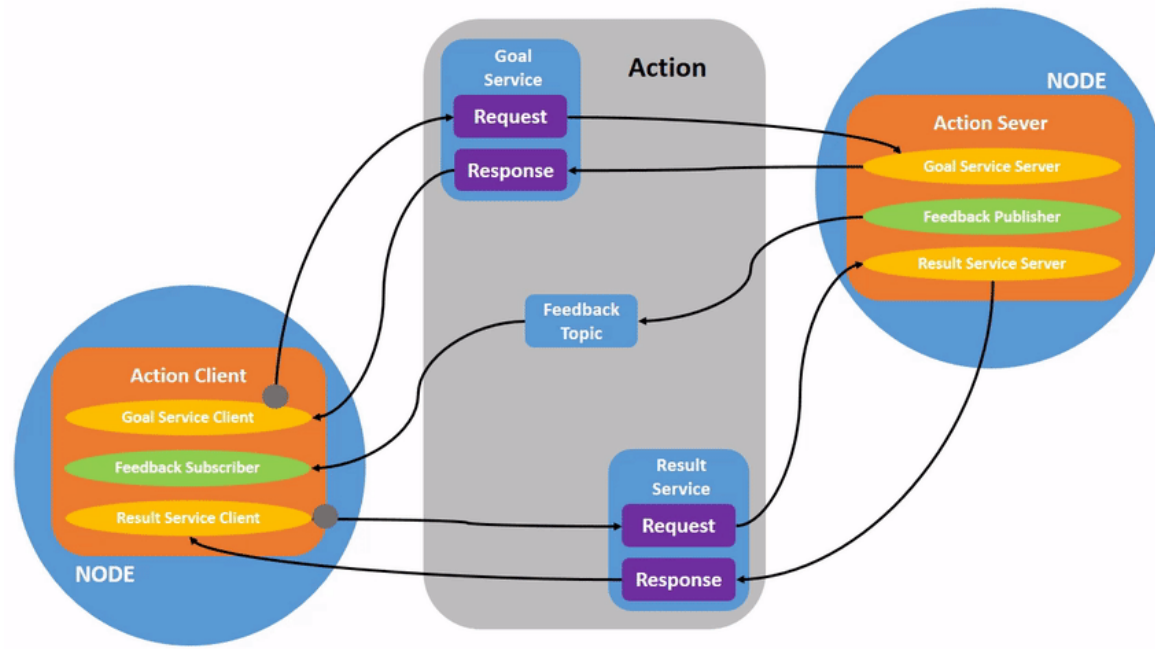 Goal
Service
Request
Response
Action
NODE
Action Sever
Goal Service Server
Feedback Publisher
Result Service Server
Feedback
Topic
Action Client
Goal Service Client
Feedback Subscriber
Result Service Client
NODE
Result
Service
Request
Response